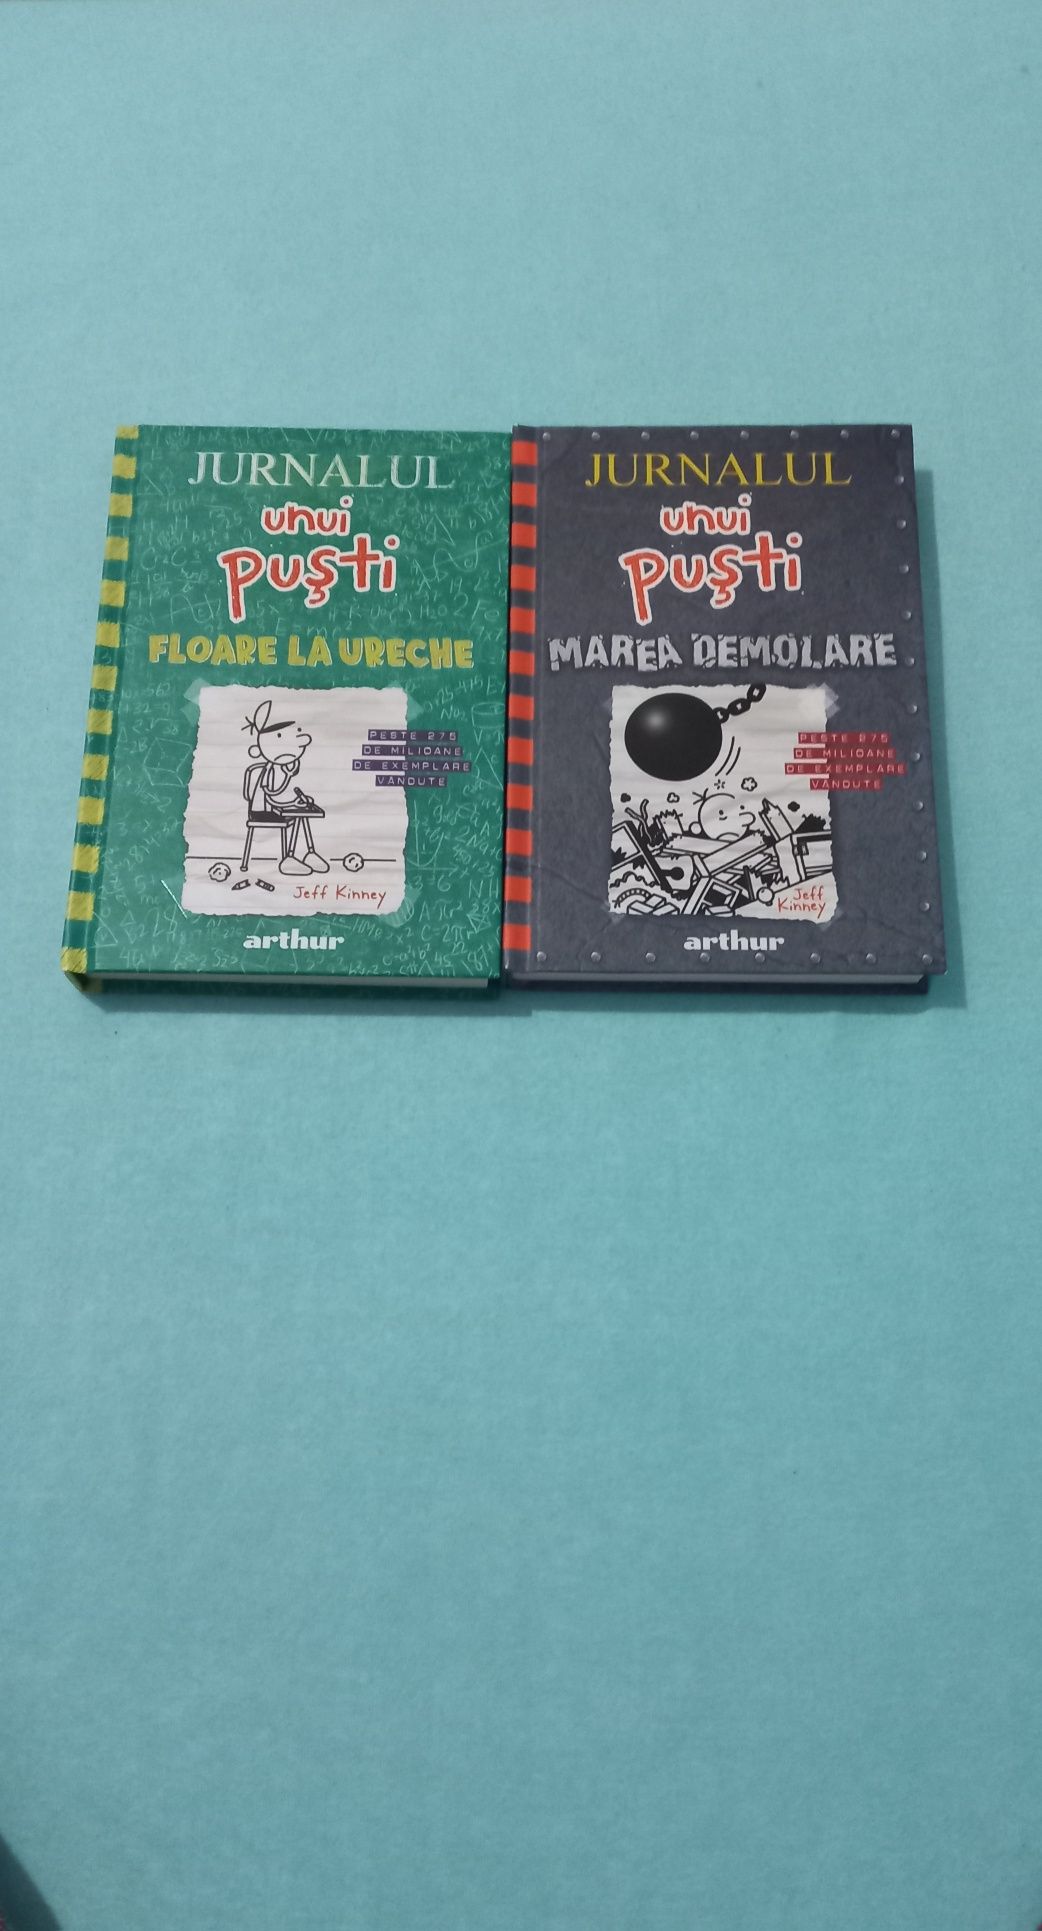 JURNALUL
unui
puşti
FLOARE LA URECHE
PESTE 275
DE MILIOANE
DE EXEMPLARE
VÂNDUTE
Jeff Kinney
arthur
JURNALUL
unui
puşti
MAREA DEMOLARE
PESTE 275
DE MILIOANE
DE EXEMPLARE
VÂNDUTE
Jeff
Kinney
arthur